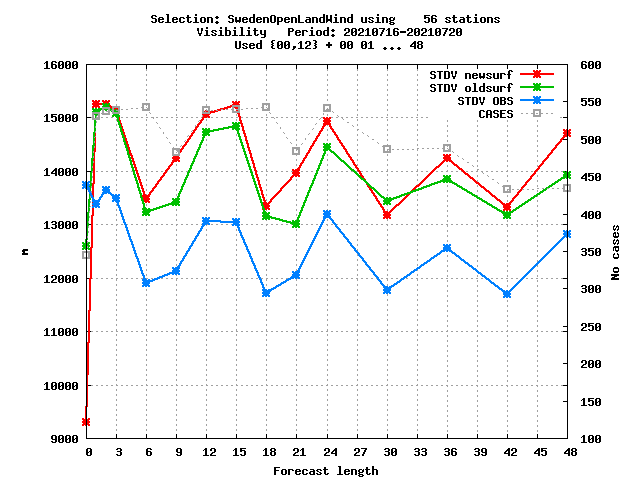 Selection: SwedenOpenLandWind using    56 stations
Visibility   Period: 20210716-20210720
Used {00,12} + 00 01 ... 48
16000
15000
14000
13000
12000
11000
10000
9000
m
600
550
500
450
400
350
300
250
200
150
100
No cases
STDV newsurf
STDV oldsurf
STDV OBS
CASES
0 3 6 9 12 15 18 21 24 27 30 33 36 39 42 45 48
Forecast length